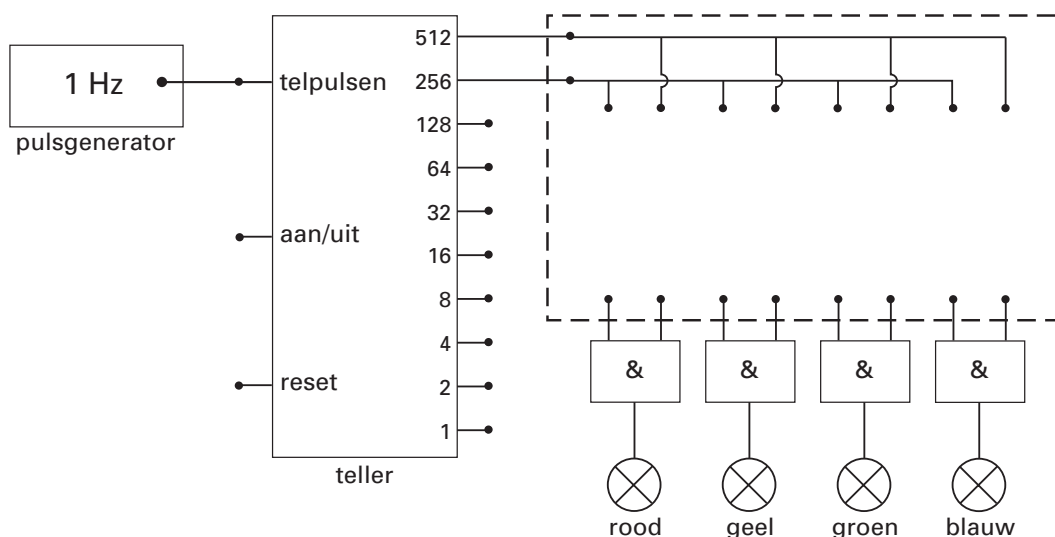 1 Hz
pulsgenerator
telpulsen
aan/uit
reset
512
256
128
64
32
16
8
4
2
1
teller
& & & &
rood geel groen blauw